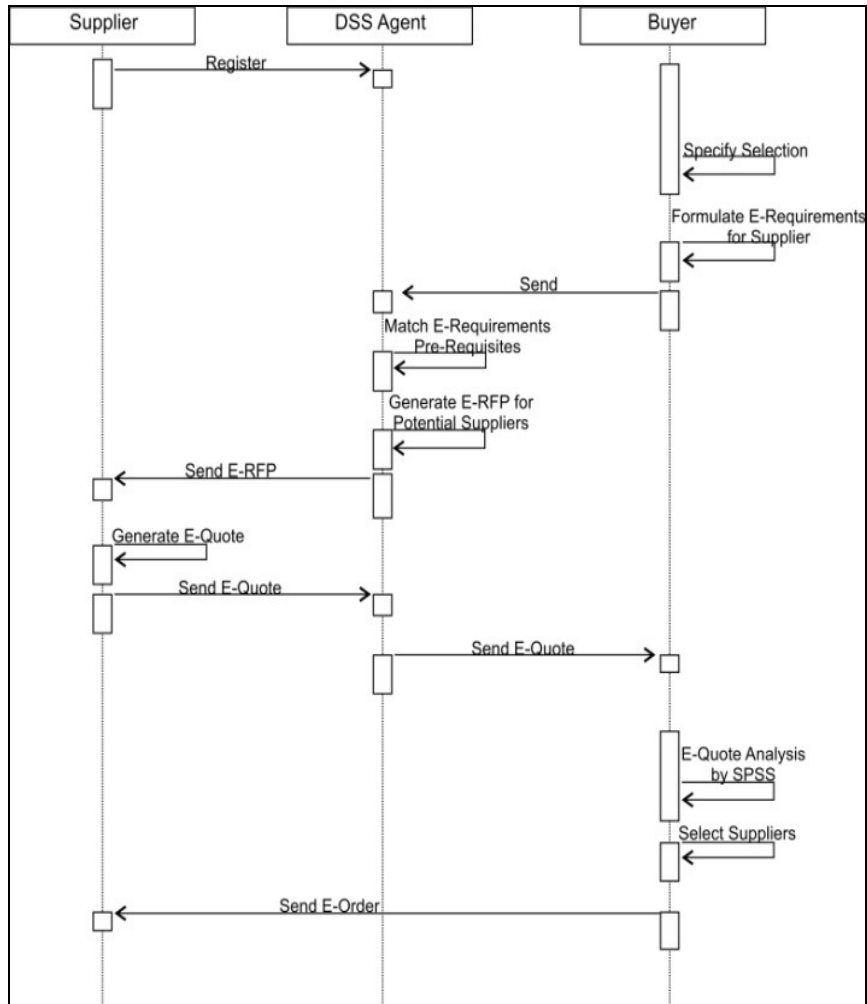 Supplier
DSS Agent
Buyer
Register
Specify Selection
Formulate E-Requirements
for Supplier
Send
Match E-Requirements
Pre-Requisites
Generate E-RFP for
Potential Suppliers
Send E-RFP
Generate E-Quote
Send E-Quote
Send E-Quote
E-Quote Analysis
by SPSS
Select Suppliers
Send E-Order